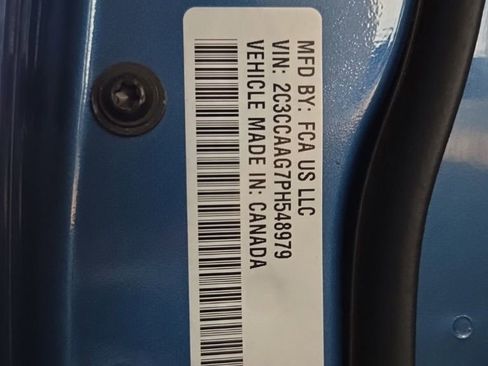 MFD BY: FCA US LLC
VIN: 2C3CCAAG7PH548979
VEHICLE MADE IN: CANADA